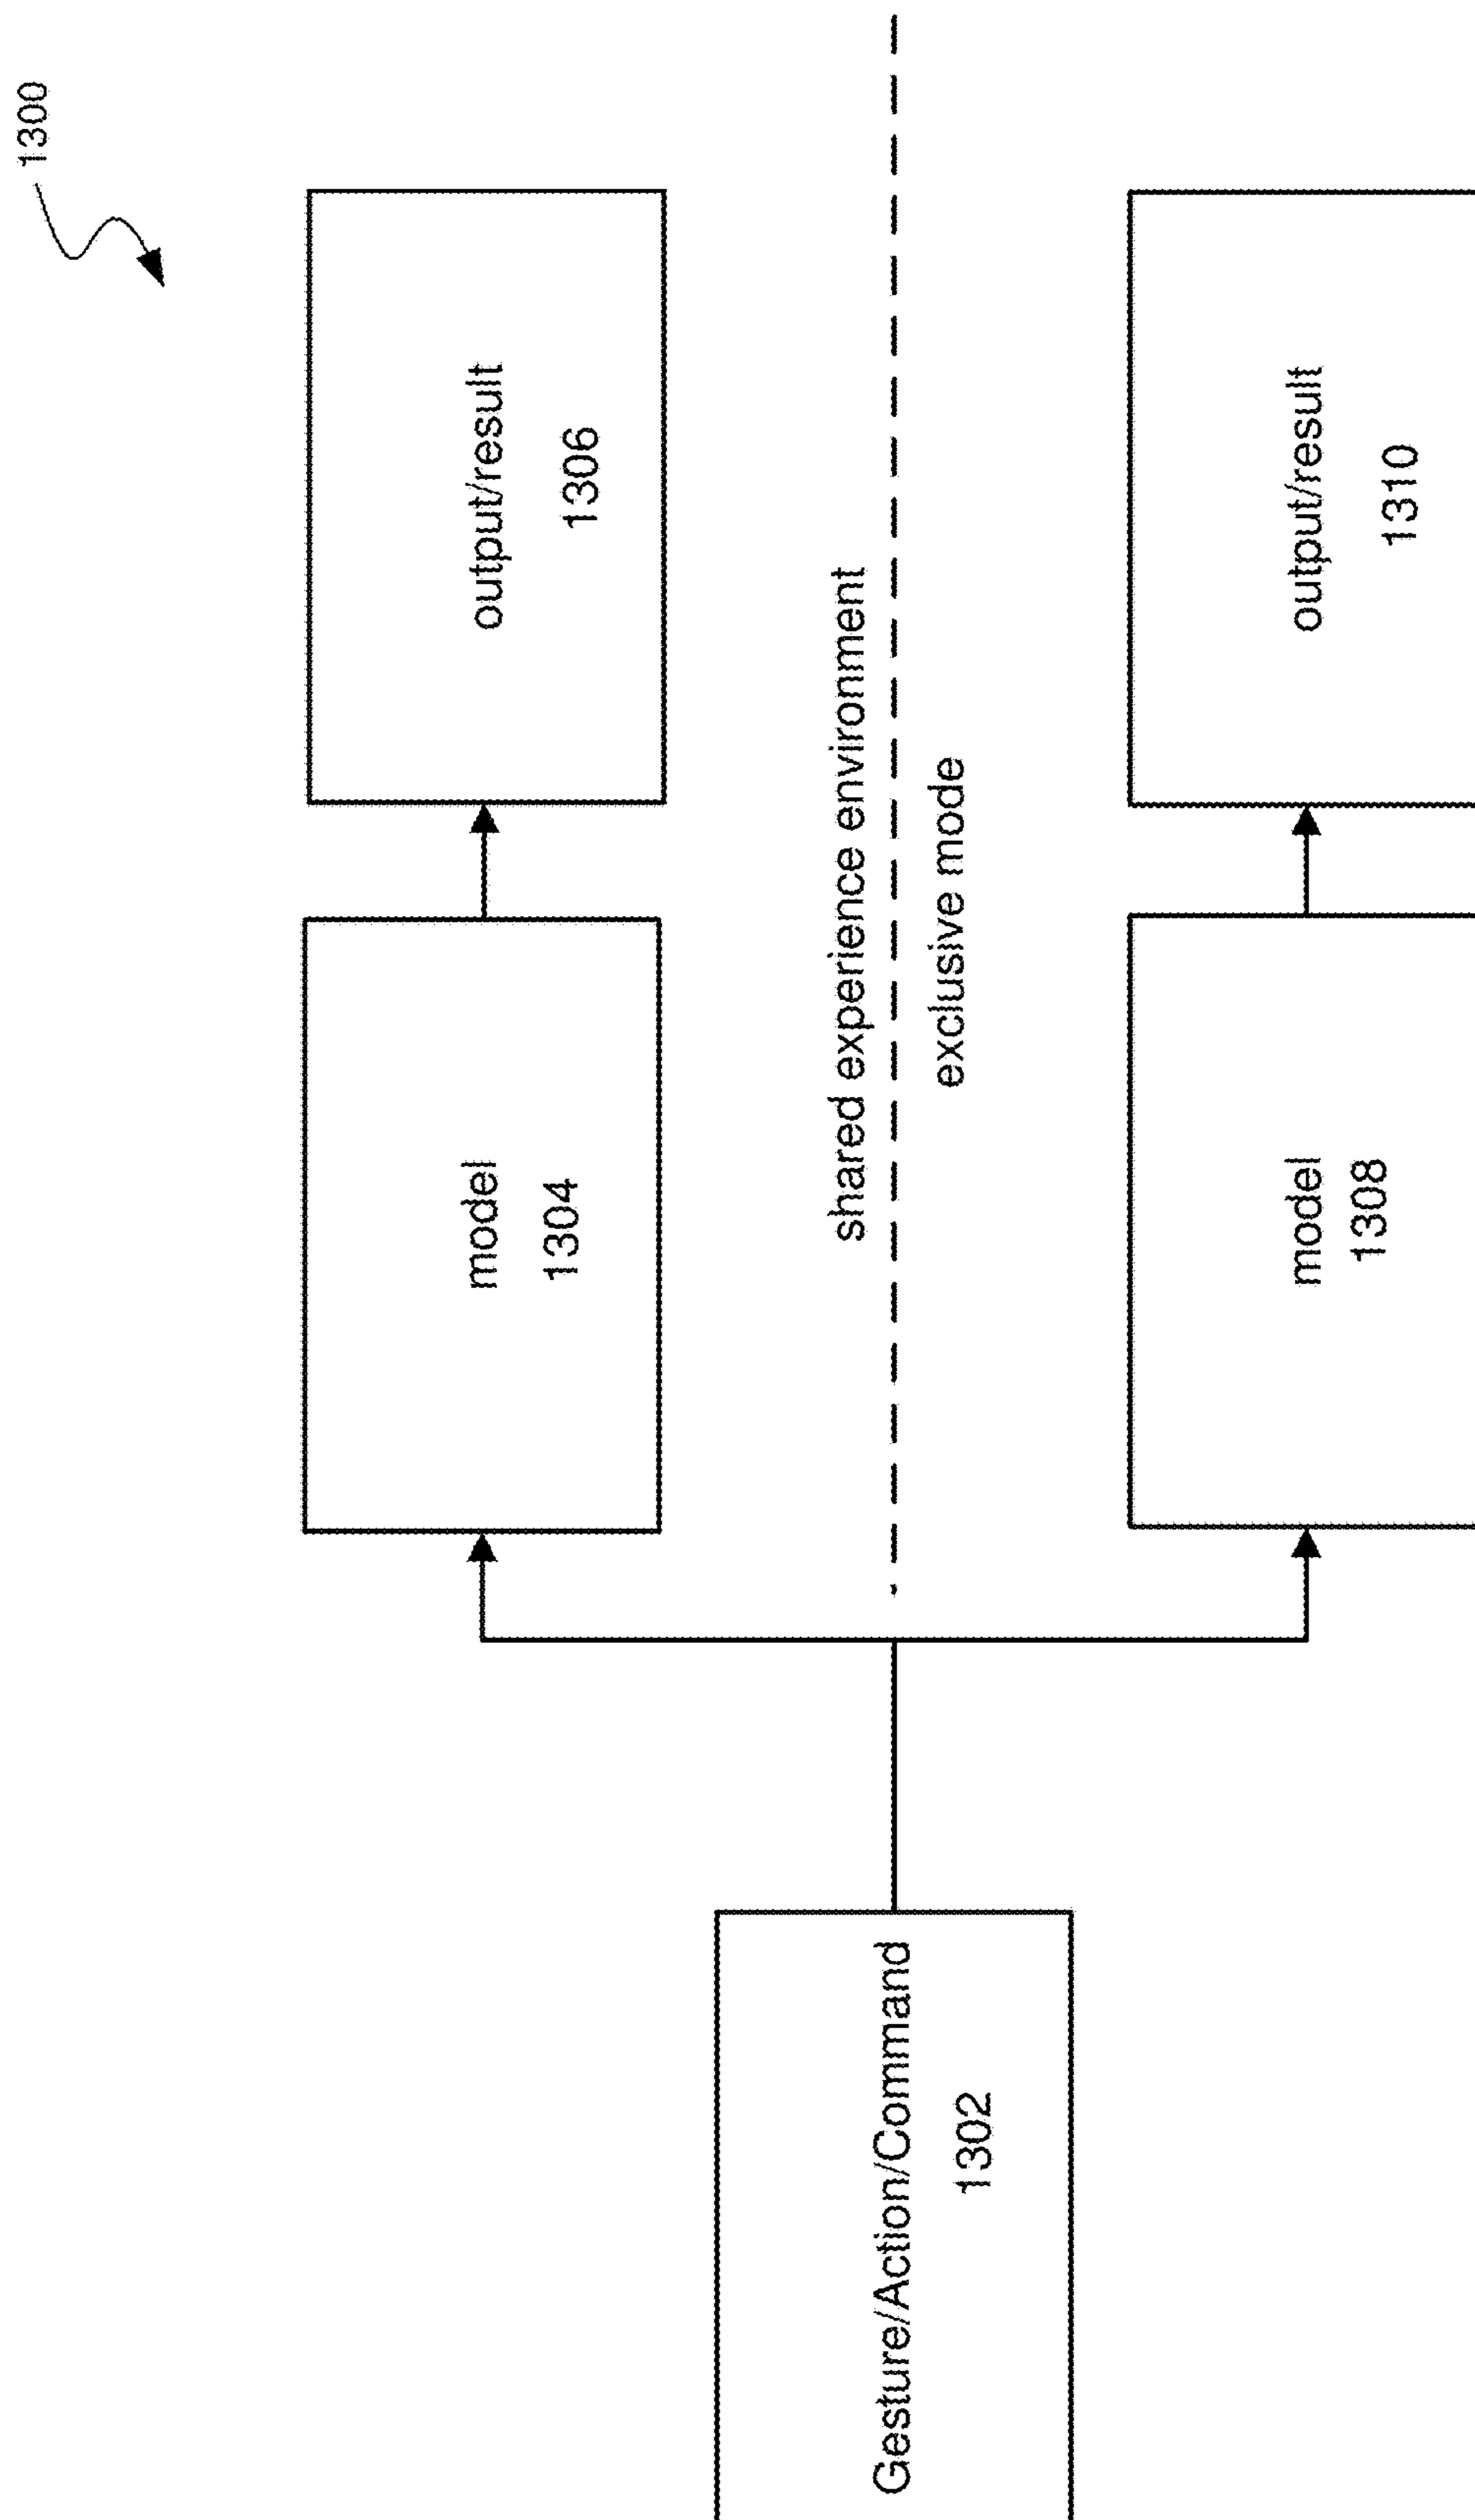 1300
Gesture/Action/Command
1302
model
1304
output/result
1306
shared experience environment
exclusive mode
model
1308
output/result
1310